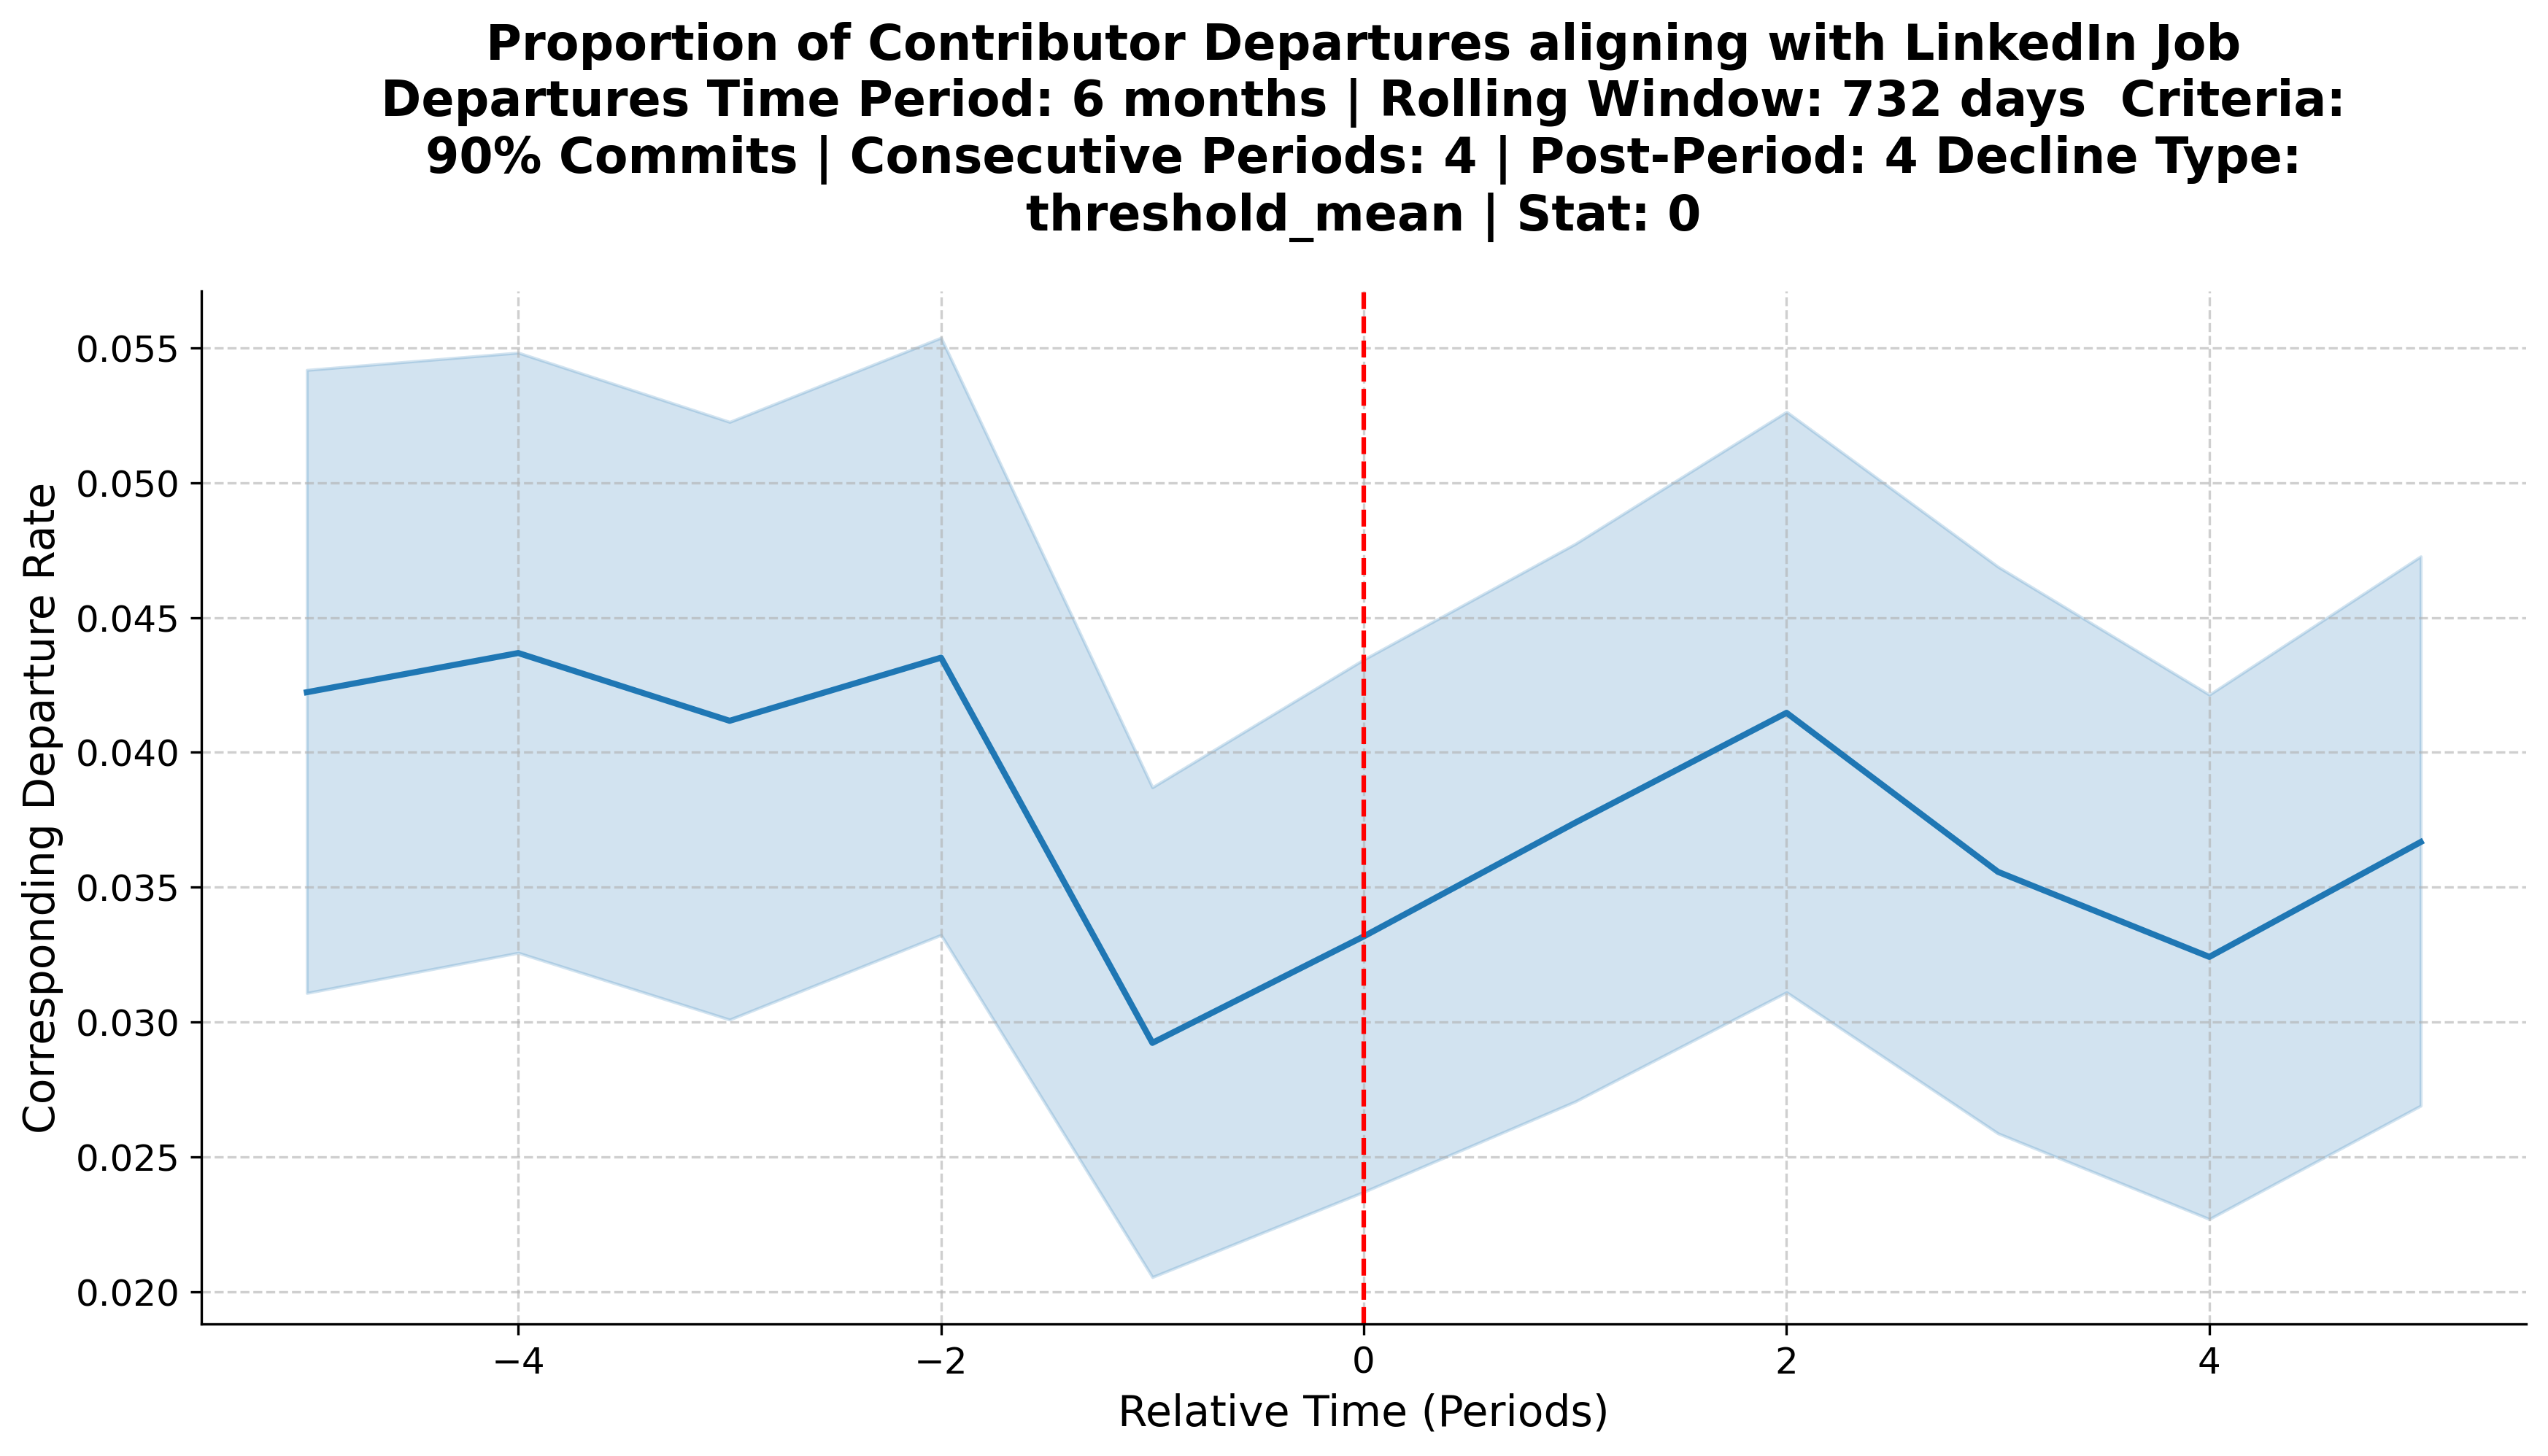 Proportion of Contributor Departures aligning with LinkedIn Job
Departures Time Period: 6 months | Rolling Window: 732 days  Criteria:
90% Commits | Consecutive Periods: 4 | Post-Period: 4 Decline Type:
threshold_mean | Stat: 0
Corresponding Departure Rate
0.055
0.050
0.045
0.040
0.035
0.030
0.025
0.020
−4
−2
0
2
4
Relative Time (Periods)